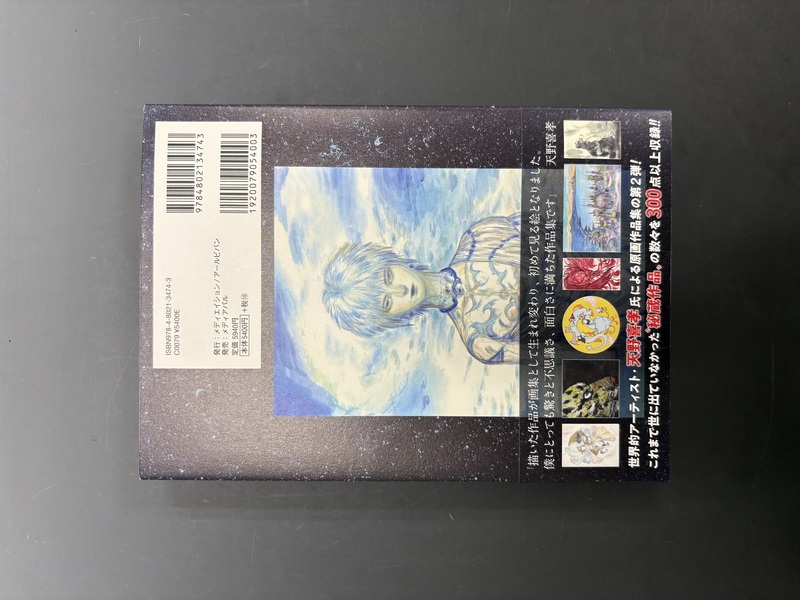 9784802134743
1920079054003
ISBN978-4-8021-3474-3
C0079 ¥5400E
発行：メディエイション/アールビバン
発売：メディアパル
定価 5940円
本体5400円+税⑩
「描いた作品が画集として生まれ変わり、初めて見る絵となりました。
僕にとっても驚きと不思議さ、面白さに満ちた作品集です」 天野喜孝
世界的アーティスト・天野喜孝氏による原画作品集の第2弾！
これまで世に出ていなかった"秘蔵作品"の数々を300点以上収録!!